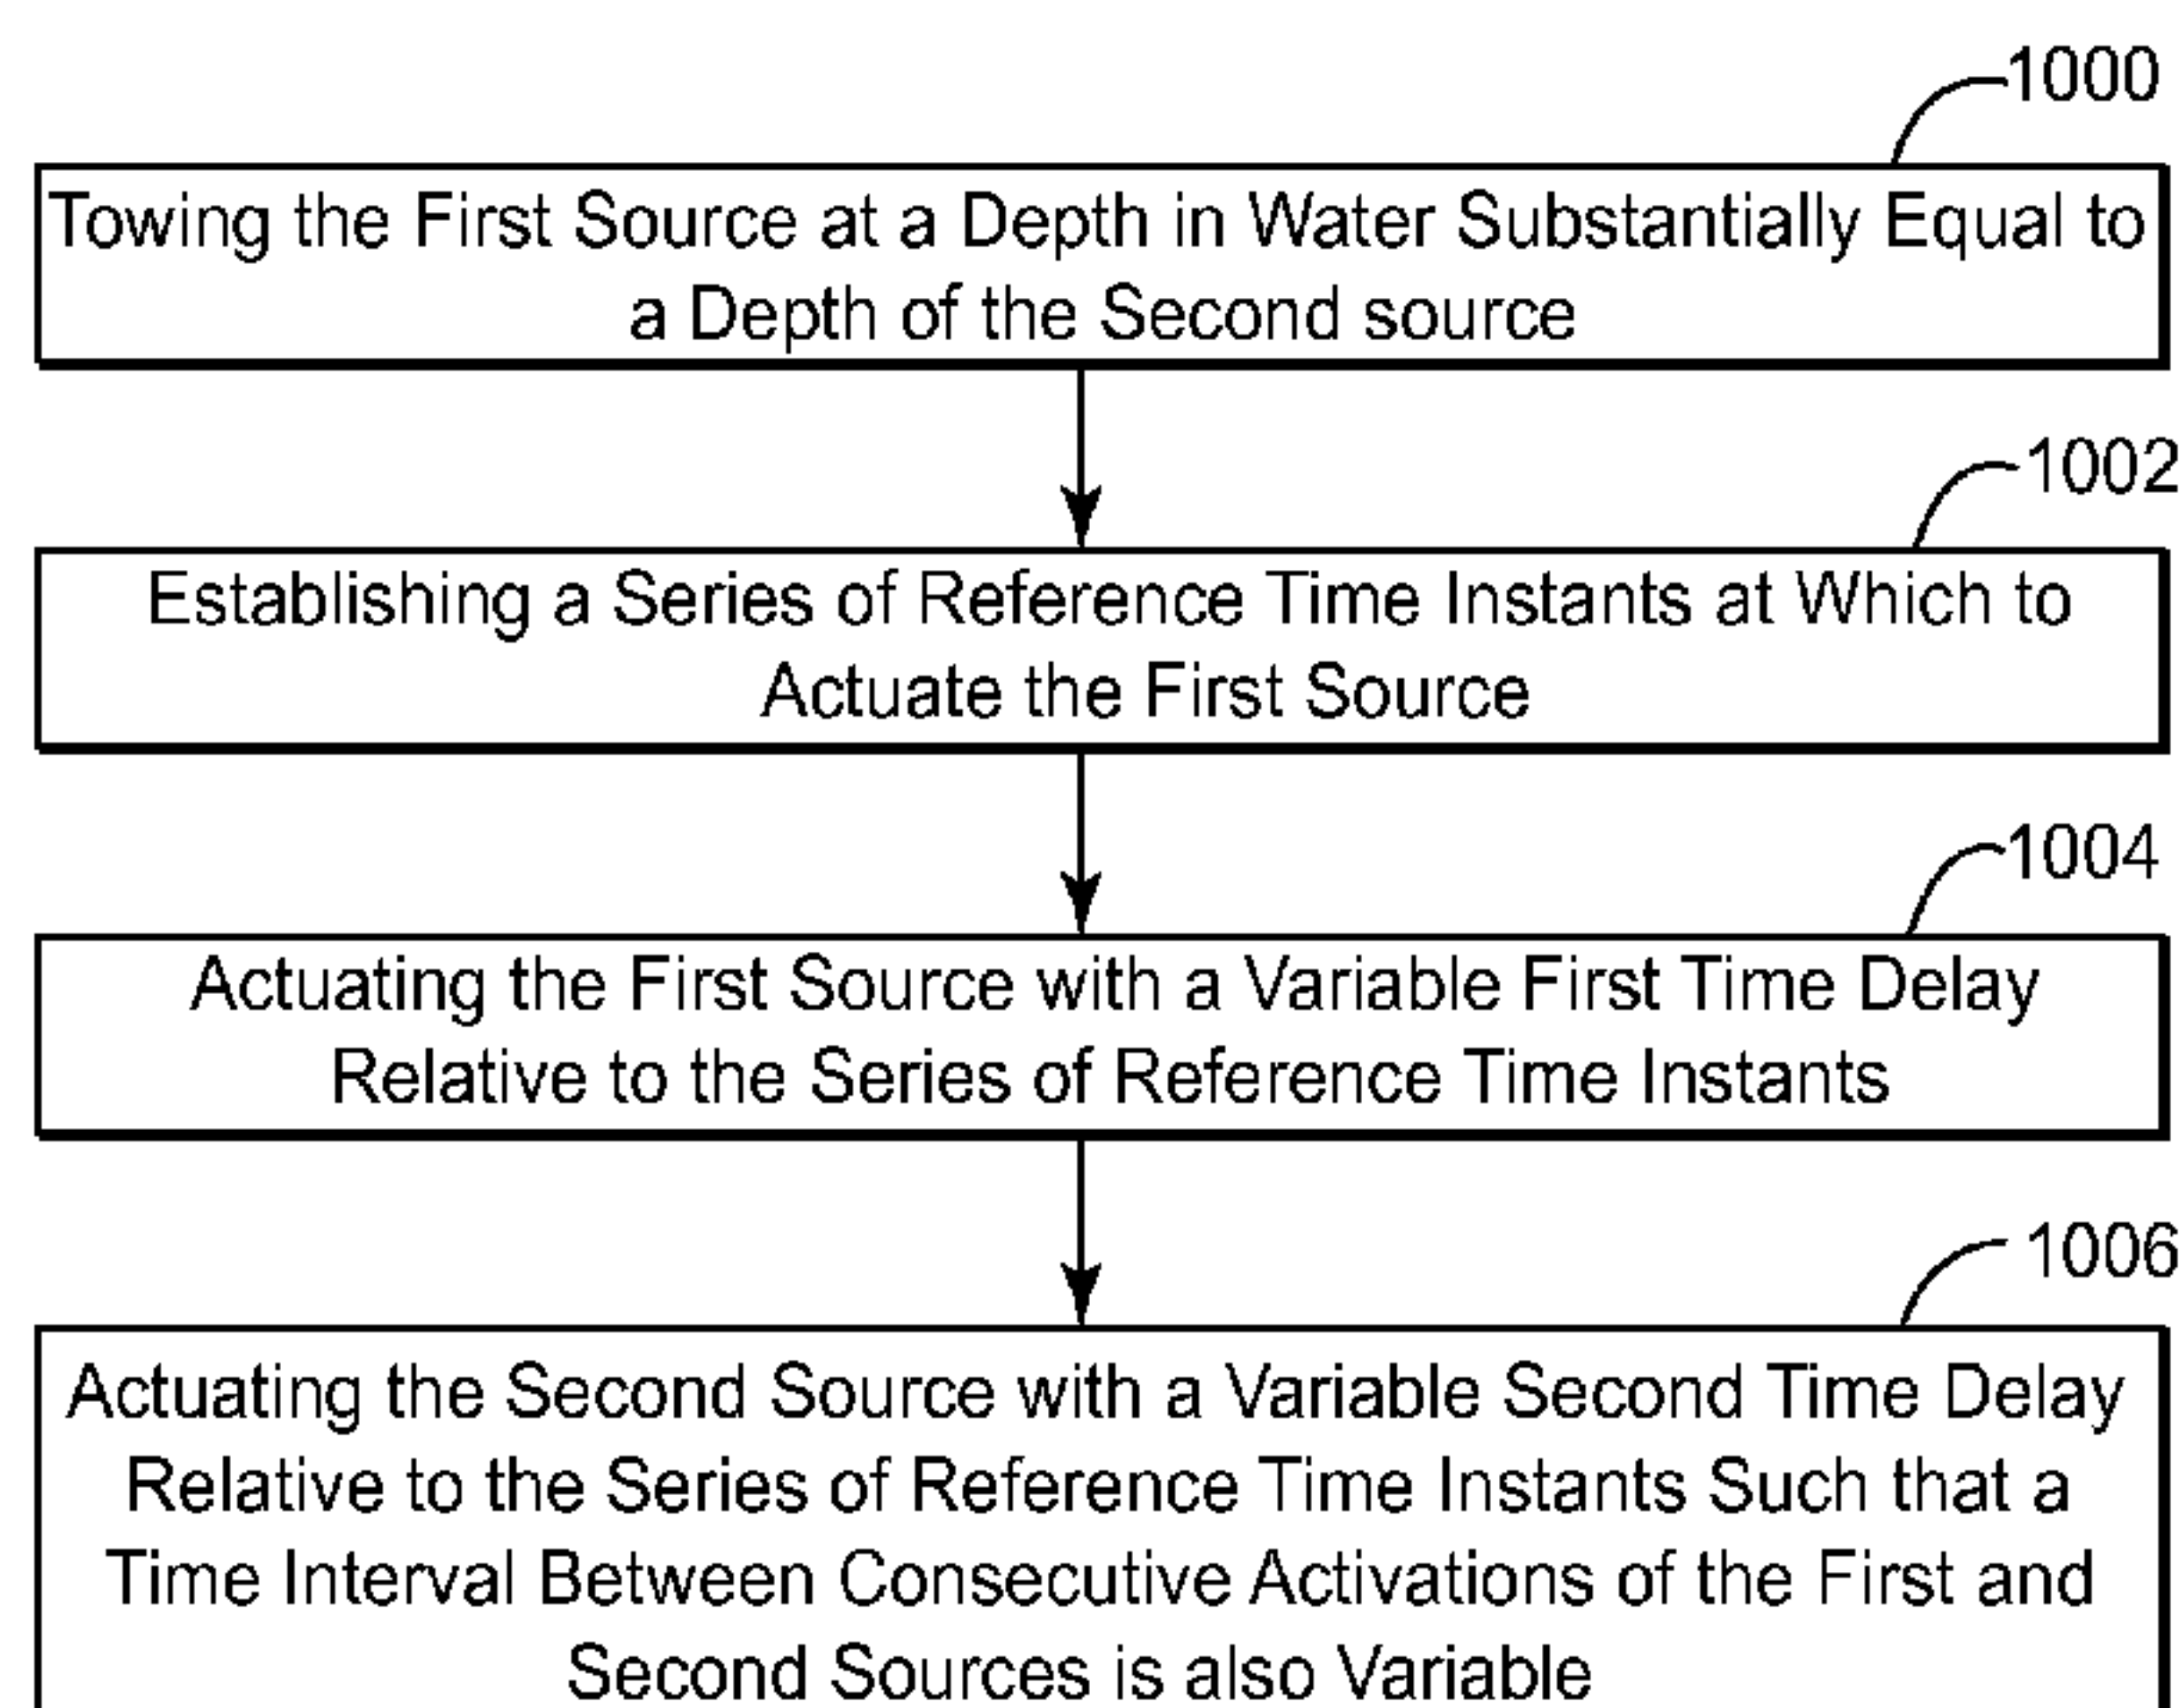 1000
Towing the First Source at a Depth in Water Substantially Equal to
a Depth of the Second source
1002
Establishing a Series of Reference Time Instants at Which to
Actuate the First Source
1004
Actuating the First Source with a Variable First Time Delay
Relative to the Series of Reference Time Instants
1006
Actuating the Second Source with a Variable Second Time Delay
Relative to the Series of Reference Time Instants Such that a
Time Interval Between Consecutive Activations of the First and
Second Sources is also Variable